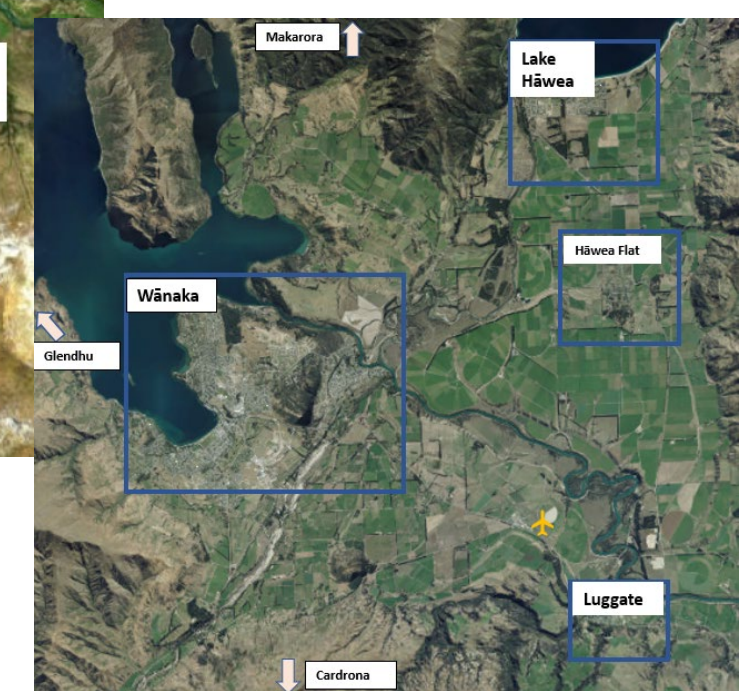 Makarora
Lake
Hāwea
Hāwea Flat
Wānaka
Glendhu
Luggate
Cardrona